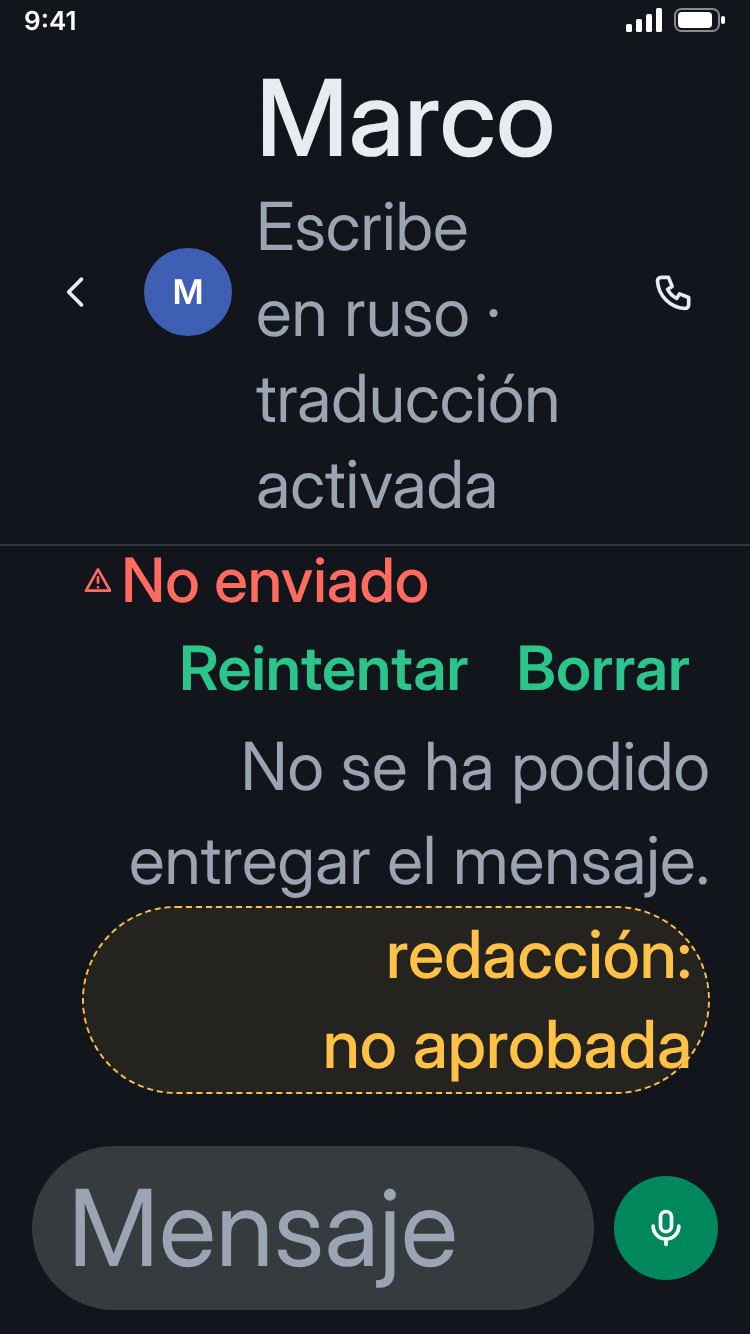 9:41
Marco
M
Escribe
en ruso ·
traducción
activada
No enviado
Reintentar Borrar
No se ha podido
entregar el mensaje.
redacción:
no aprobada
Mensaje